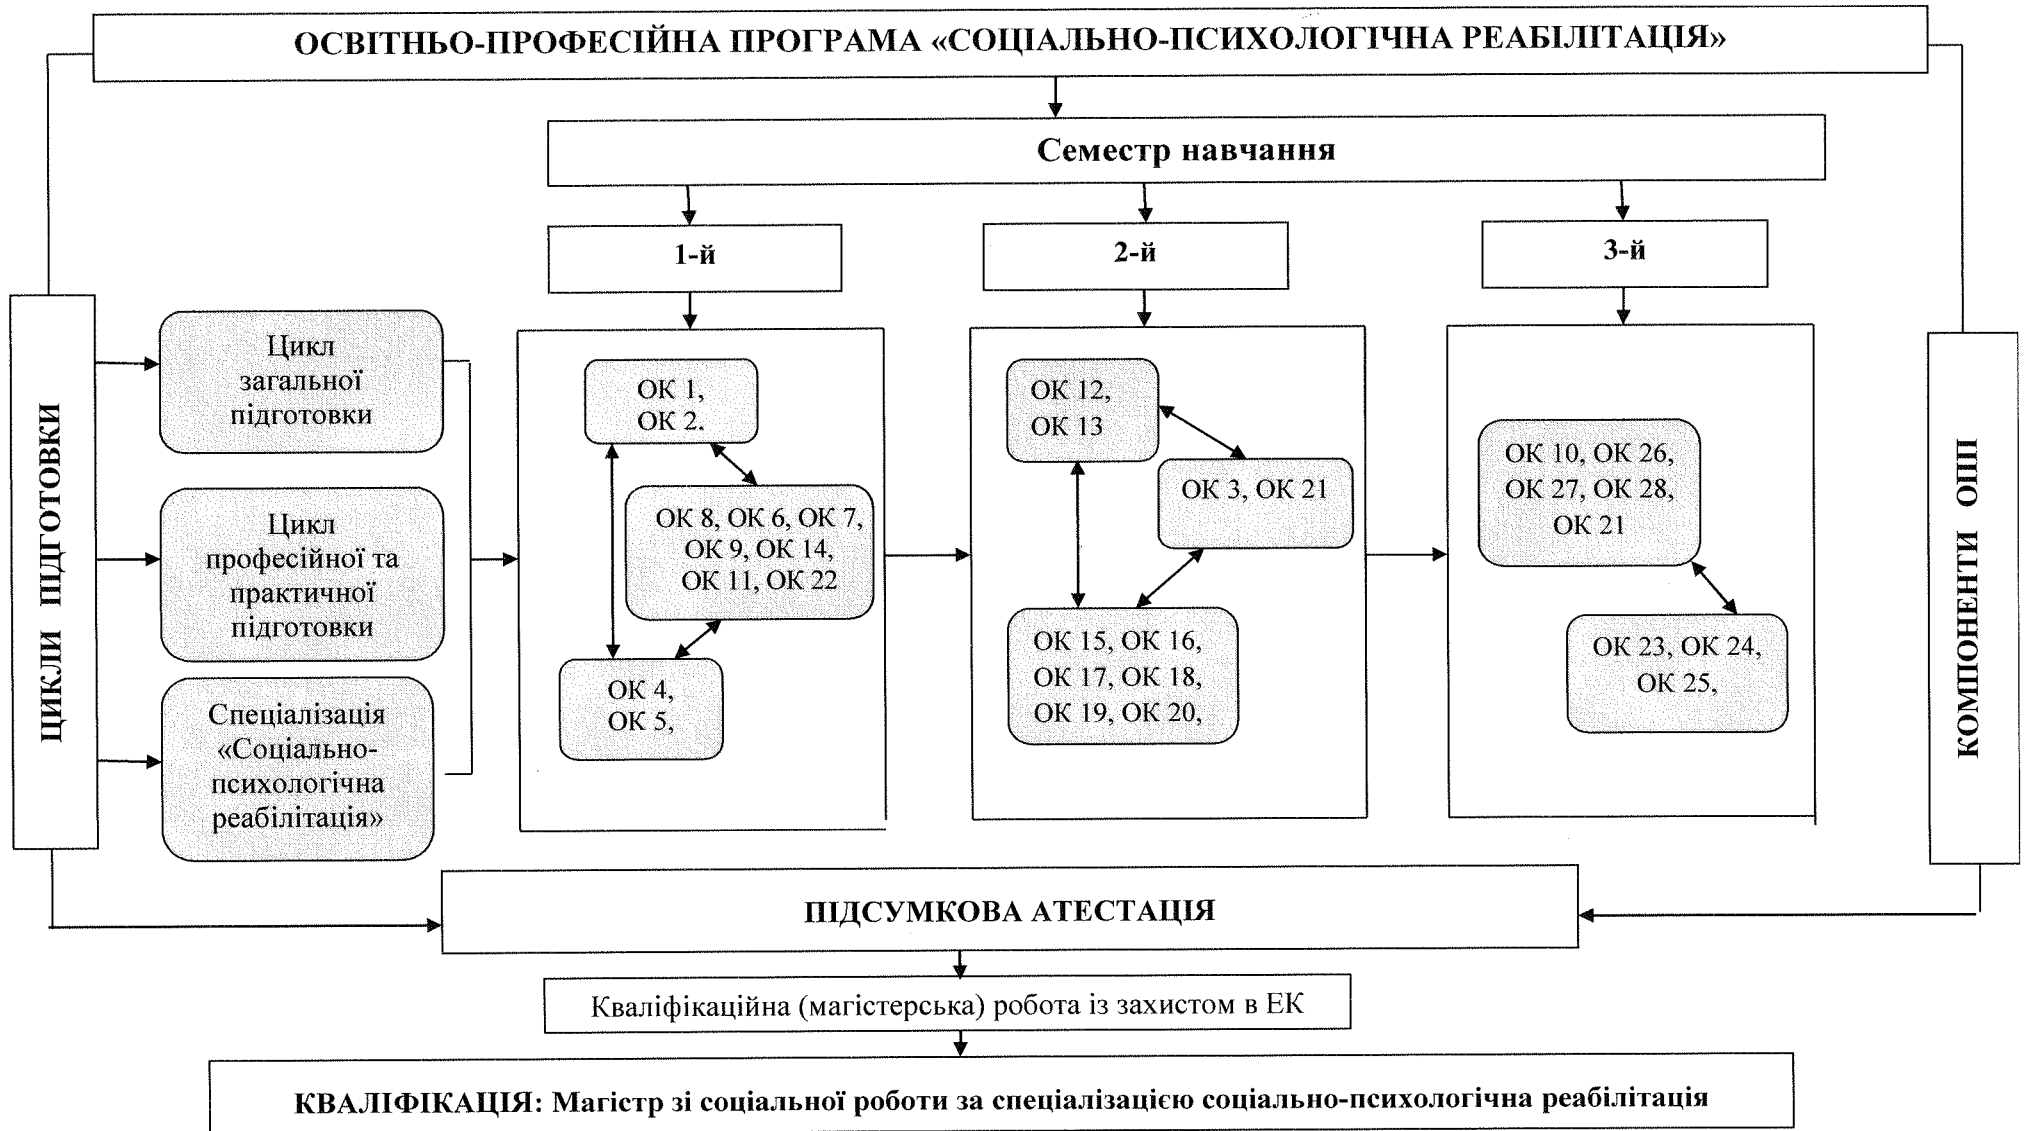 ОСВІТНЬО-ПРОФЕСІЙНА ПРОГРАМА «СОЦІАЛЬНО-ПСИХОЛОГІЧНА РЕАБІЛІТАЦІЯ»
Семестр навчання
1-й
2-й
3-й
ЦИКЛИ ПІДГОТОВКИ
Цикл
загальної
підготовки
Цикл
професійної та
практичної
підготовки
Спеціалізація
«Соціально-
психологічна
реабілітація»
ОК 1,
ОК 2.
ОК 8, ОК 6, ОК 7,
ОК 9, ОК 14,
ОК 11, ОК 22
ОК 4,
ОК 5,
ОК 12,
ОК 13
ОК 3, ОК 21
ОК 15, ОК 16,
ОК 17, ОК 18,
ОК 19, ОК 20,
ОК 10, ОК 26,
ОК 27, ОК 28,
ОК 21
ОК 23, ОК 24,
ОК 25,
КОМПОНЕНТИ ОПП
ПІДСУМКОВА АТЕСТАЦІЯ
Кваліфікаційна (магістерська) робота із захистом в ЕК
КВАЛІФІКАЦІЯ: Магістр зі соціальної роботи за спеціалізацією соціально-психологічна реабілітація